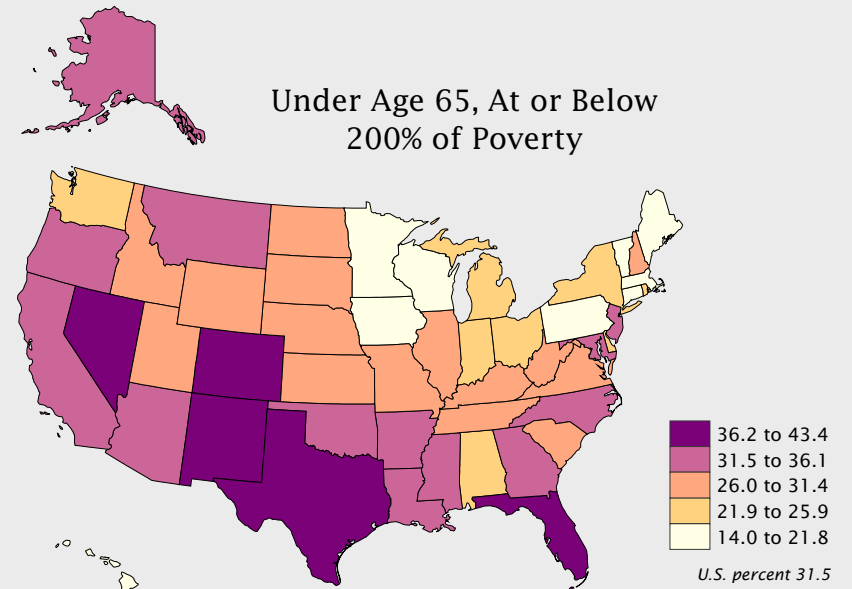 Under Age 65, At or Below
200% of Poverty
36.2 to 43.4
31.5 to 36.1
26.0 to 31.4
21.9 to 25.9
14.0 to 21.8
U.S. percent 31.5